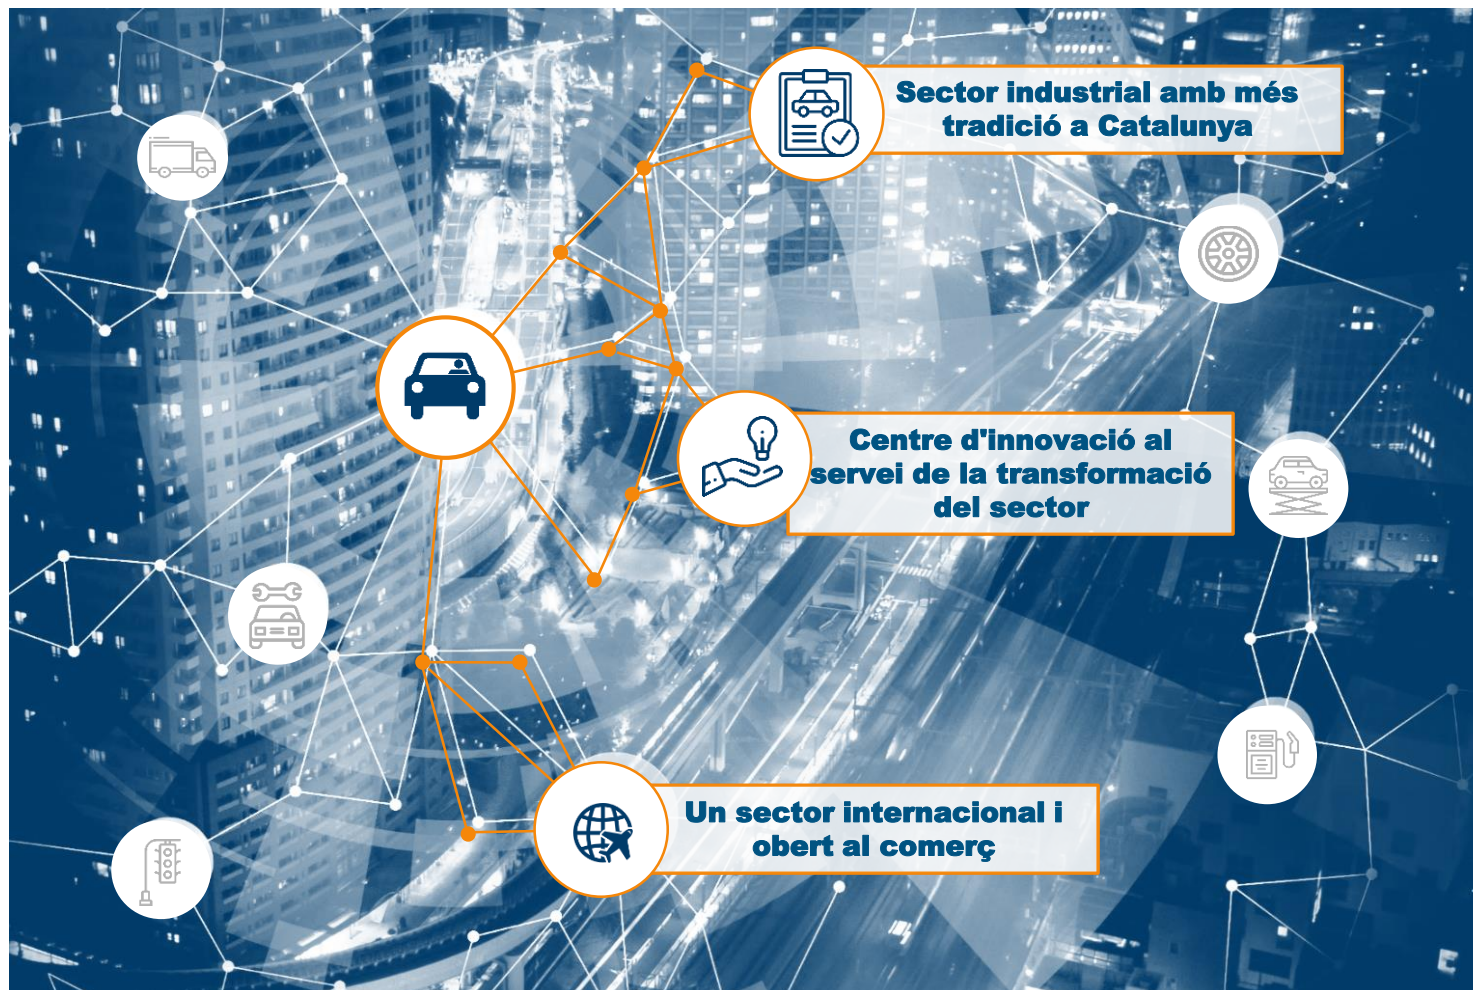 Sector industrial amb més
tradició a Catalunya
Centre d'innovació al
servei de la transformació
del sector
Un sector internacional i
obert al comerç